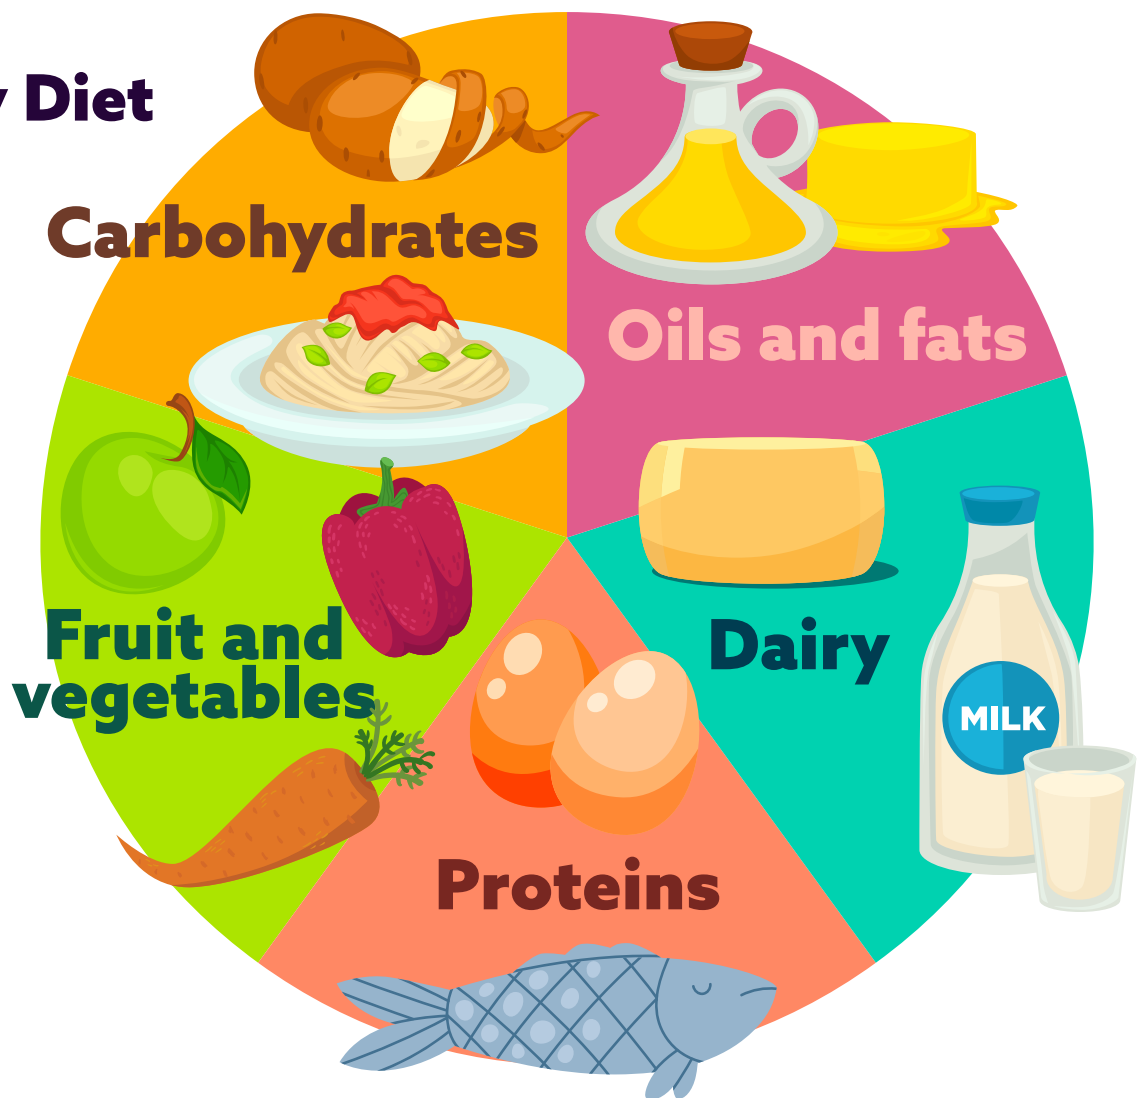 Diet
Carbohydrates
Oils and fats
Fruit and
vegetables
Dairy
MILK
Proteins